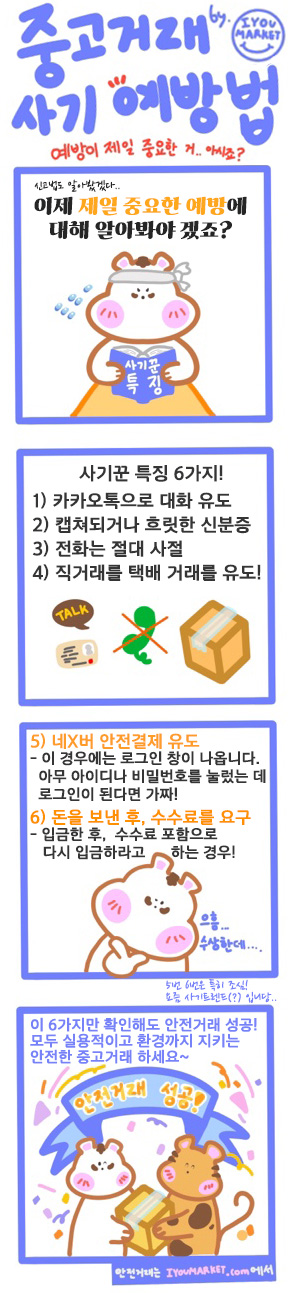 중고거래 by. IYOU MARKET
사기 예방법
예방이 제일 중요한 거.. 아시죠?
신고법도 알아봤겠다..
이제 제일 중요한 예방에
대해 알아봐야 겠죠?
사기꾼
특징
사기꾼 특징 6가지!
1) 카카오톡으로 대화 유도
2) 캡쳐되거나 흐릿한 신분증
3) 전화는 절대 사절
4) 직거래를 택배 거래를 유도!
TALK
5) 네X버 안전결제 유도
- 이 경우에는 로그인 창이 나옵니다.
아무 아이디나 비밀번호를 눌렀는 데
로그인이 된다면 가짜!
6) 돈을 보낸 후, 수수료를 요구
- 입금한 후, 수수료 포함으로
다시 입금하라고 하는 경우!
으흠...
수상한데....
5번 6번은 특히 조심!
요즘 사기트렌드(?) 입니당..
이 6가지만 확인해도 안전거래 성공!
모두 실용적이고 환경까지 지키는
안전한 중고거래 하세요~
안전거래 성공!
안전거래는 IYOUMARKET.com에서